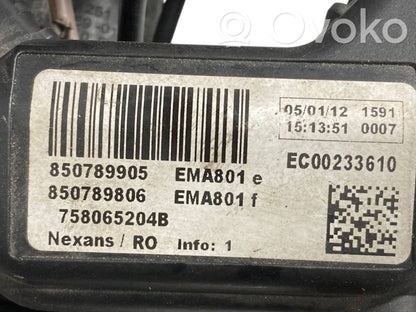 Ovoko
05/01/12 1591
15:13:51 0007
850789905 EMA801 e
EC00233610
850789806 EMA801 f
758065204B
Nexans / RO Info: 1